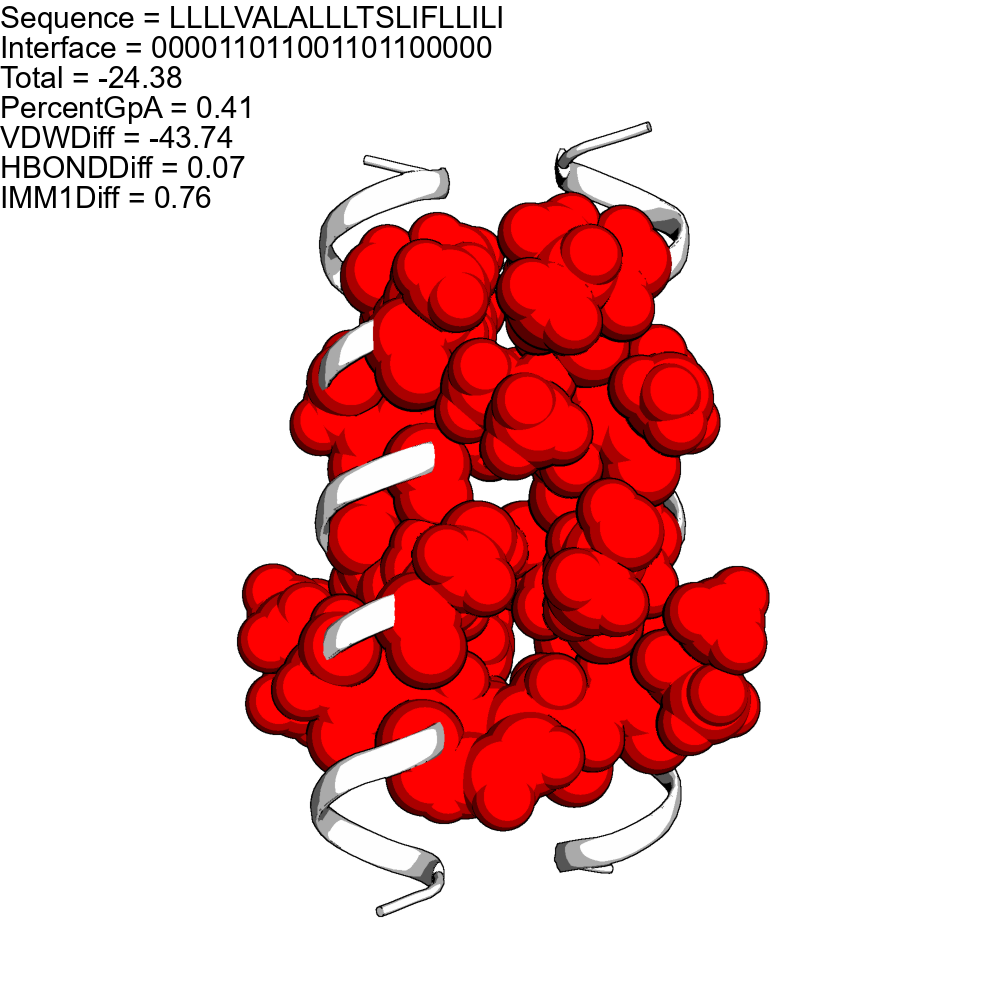 Sequence = LLLLVALALLLTSLIFLLILI
Interface = 000011011001101100000
Total = -24.38
PercentGpA = 0.41
VDWDiff = -43.74
HBONDDiff = 0.07
IMM1Diff = 0.76